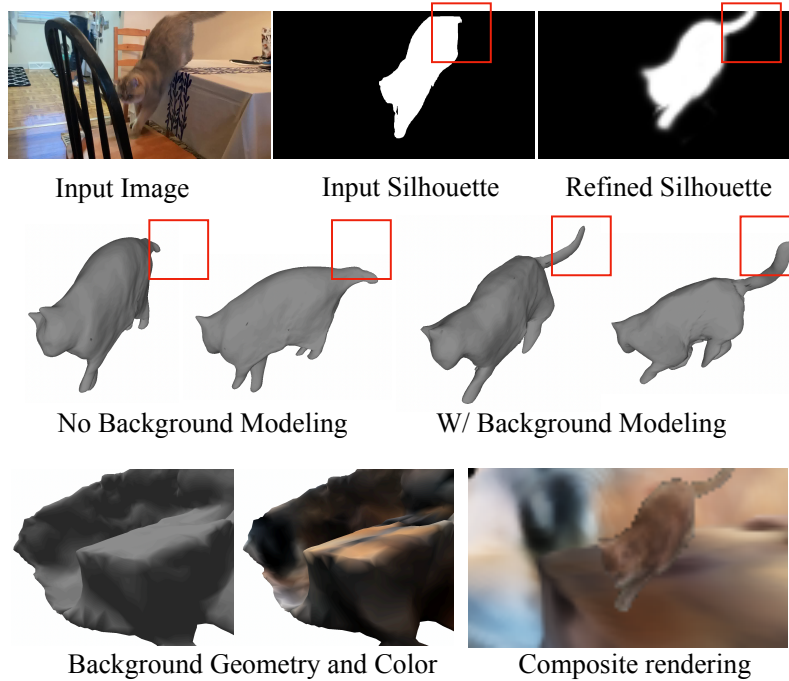 Input Image
Input Silhouette
Refined Silhouette
No Background Modeling
W/ Background Modeling
Background Geometry and Color
Composite rendering